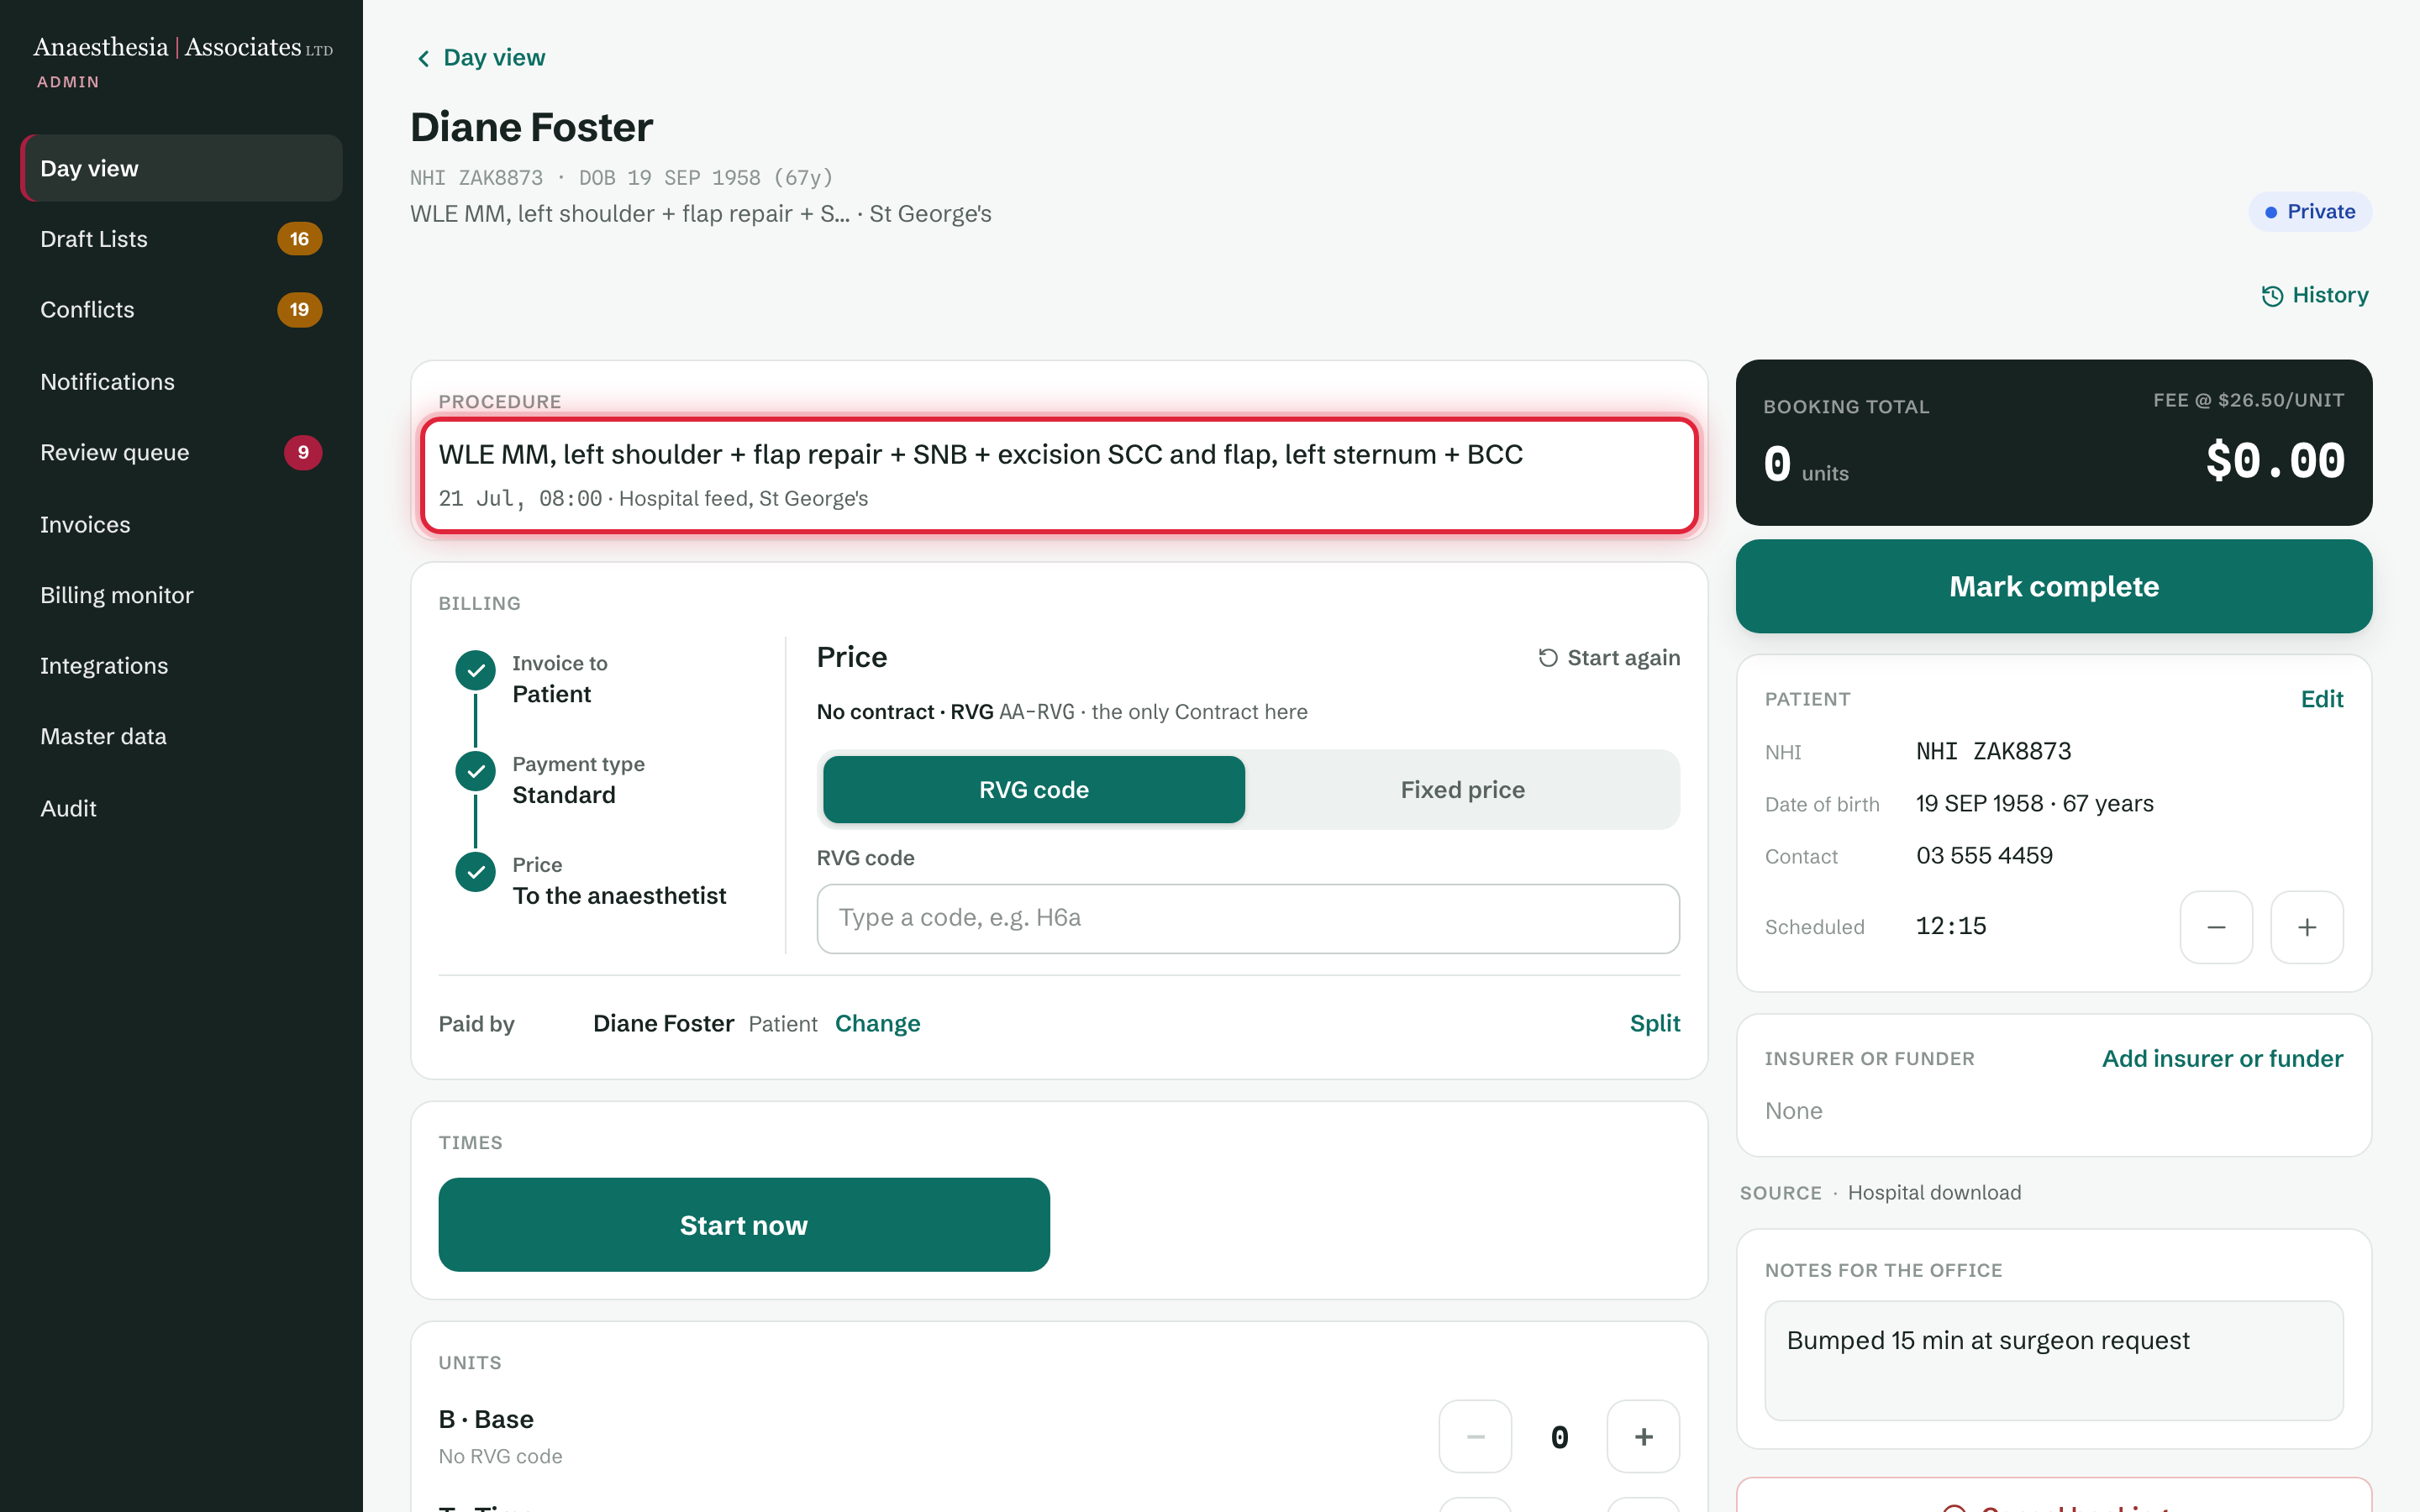 Anaesthesia | Associates LTD
ADMIN
Day view
Draft Lists 16
Conflicts 19
Notifications
Review queue 9
Invoices
Billing monitor
Integrations
Master data
Audit
Day view
Diane Foster
NHI ZAK8873 · DOB 19 SEP 1958 (67y)
WLE MM, left shoulder + flap repair + S... · St George's
Private
History
PROCEDURE
WLE MM, left shoulder + flap repair + SNB + excision SCC and flap, left sternum + BCC
21 Jul, 08:00 · Hospital feed, St George's
BILLING
Invoice to
Patient
Payment type
Standard
Price
To the anaesthetist
Price
Start again
No contract · RVG AA-RVG · the only Contract here
RVG code
Fixed price
RVG code
Type a code, e.g. H6a
Paid by Diane Foster Patient Change Split
TIMES
Start now
UNITS
B · Base
No RVG code
0
BOOKING TOTAL
FEE @ $26.50/UNIT
0 units
$0.00
Mark complete
PATIENT Edit
NHI NHI ZAK8873
Date of birth 19 SEP 1958 · 67 years
Contact 03 555 4459
Scheduled 12:15
INSURER OR FUNDER Add insurer or funder
None
SOURCE · Hospital download
NOTES FOR THE OFFICE
Bumped 15 min at surgeon request